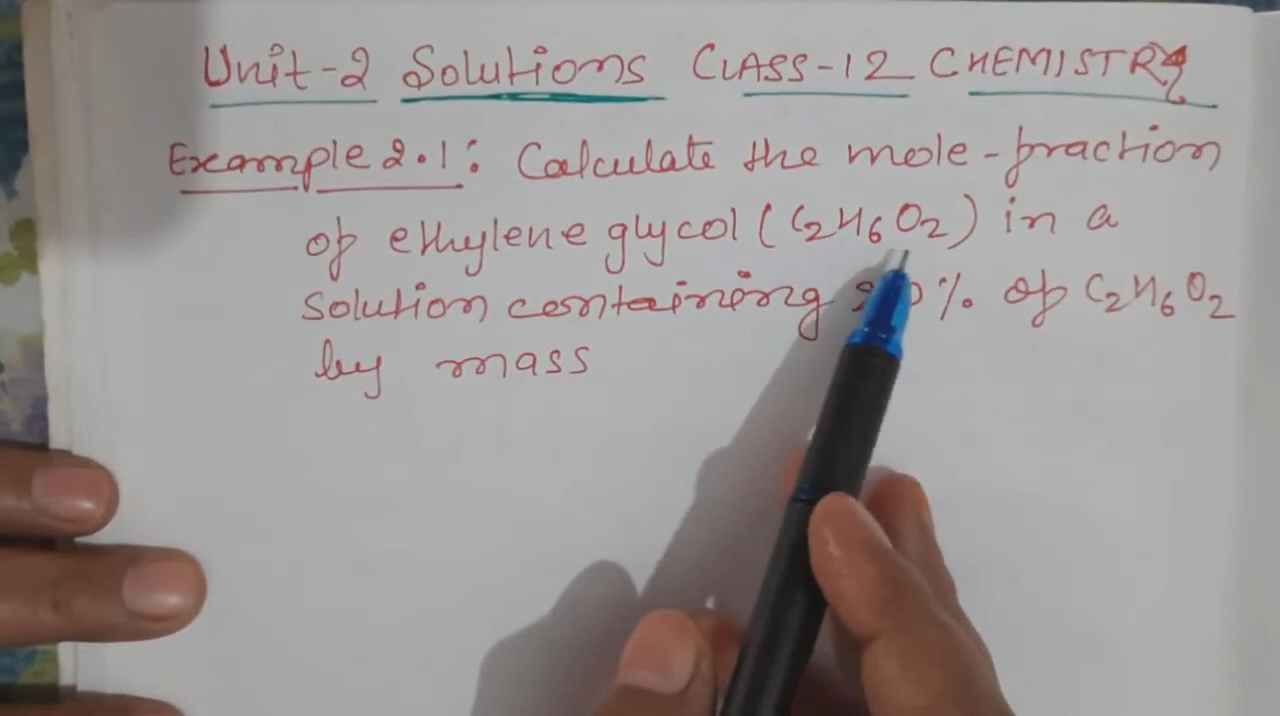 Unit-2 Solutions CLASS-12 CHEMISTRY
Example 2.1: Calculate the mole-fraction
of ethylene glycol (C2H6O2) in a
solution containing % of C2H6O2
by mass